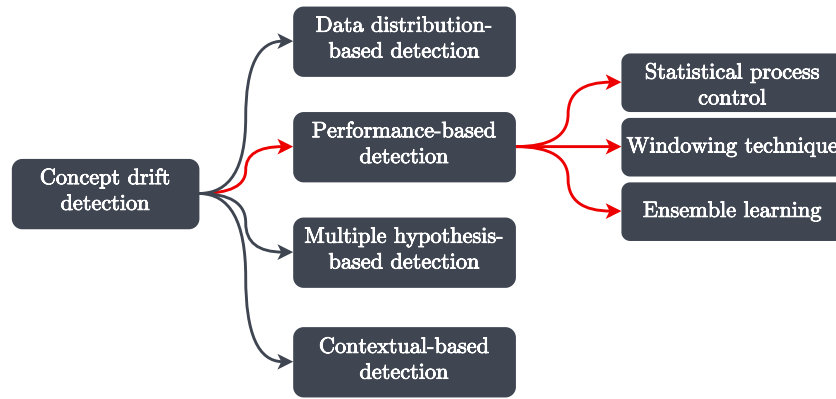 Data distribution-
based detection
Performance-based
detection
Concept drift
detection
Multiple hypothesis-
based detection
Contextual-based
detection
Statistical process
control
Windowing technique
Ensemble learning